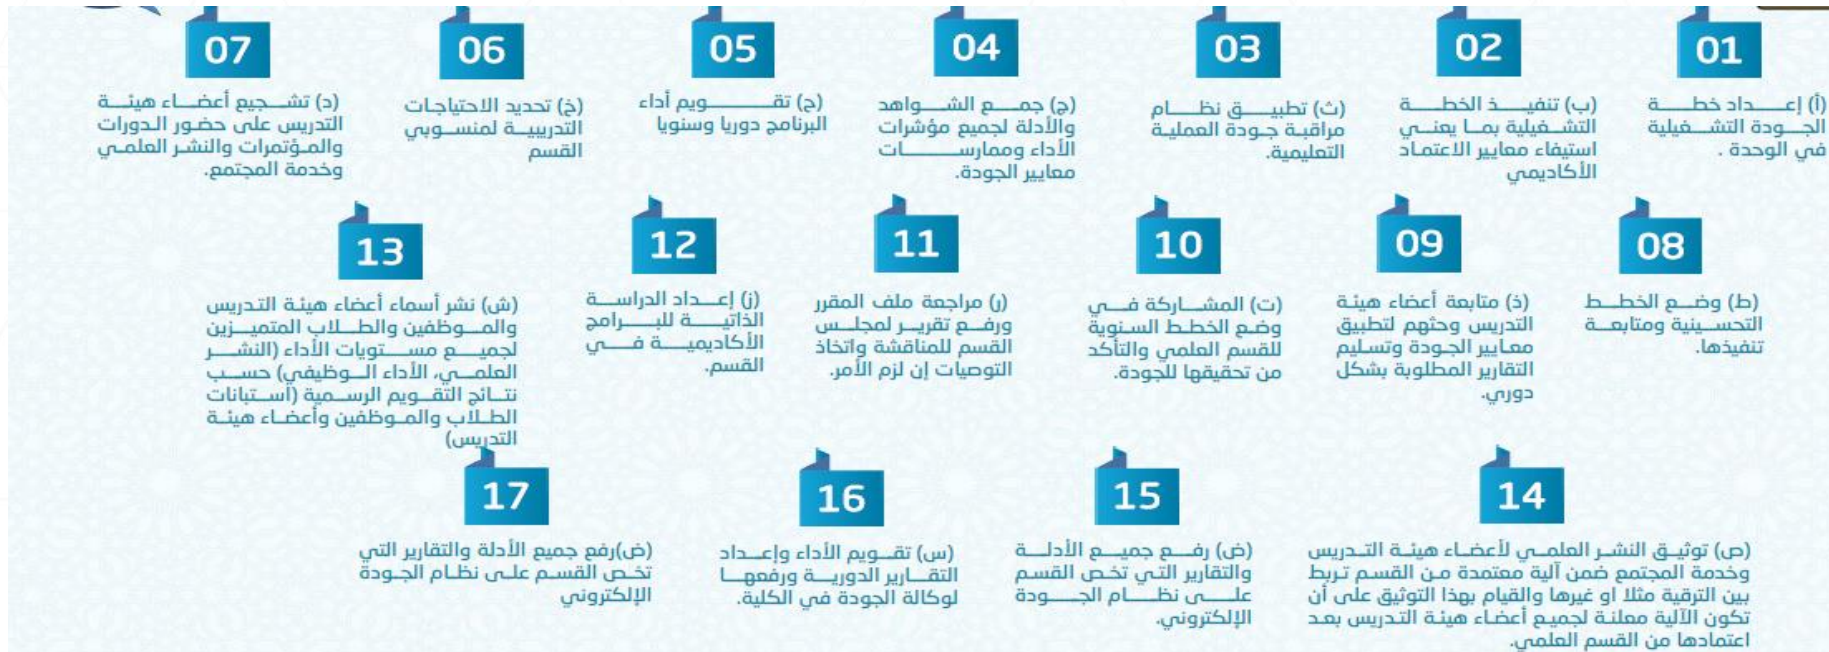 01
(أ) إعداد خطة
الجودة التشغيلية
في الوحدة .
02
(ب) تنفيذ الخطة
التشغيلية بما يعني
استيفاء معايير الاعتماد
الأكاديمي
03
(ث) تطبيق نظام
مراقبة جودة العملية
التعليمية.
04
(ج) جمع الشواهد
والأدلة لجميع مؤشرات
الأداء وممارسات
معايير الجودة.
05
(ح) تقويم أداء
البرنامج دوريا وسنويا
06
(خ) تحديد الاحتياجات
التدريبية لمنسوبي
القسم
07
(د) تشجيع أعضاء هيئة
التدريس على حضور الدورات
والمؤتمرات والنشر العلمي
وخدمة المجتمع.
08
(ط) وضع الخطط
التحسينية ومتابعة
تنفيذها.
09
(ذ) متابعة أعضاء هيئة
التدريس وحثهم لتطبيق
معايير الجودة وتسليم
التقارير المطلوبة بشكل
دوري.
10
(ت) المشاركة في
وضع الخطط السنوية
للقسم العلمي والتأكد
من تحقيقها للجودة.
11
(ر) مراجعة ملف المقرر
ورفع تقرير لمجلس
القسم للمناقشة واتخاذ
التوصيات إن لزم الأمر.
12
(ز) إعداد الدراسة
الذاتية للبرامج
الأكاديمية في
القسم.
13
(ش) نشر أسماء أعضاء هيئة التدريس
والموظفين والطلاب المتميزين
لجميع مستويات الأداء (النشر
العلمي، الأداء الوظيفي) حسب
نتائج التقويم الرسمية (أستبانات
الطلاب والموظفين وأعضاء هيئة
التدريس)
14
(ص) توثيق النشر العلمي لأعضاء هيئة التدريس
وخدمة المجتمع ضمن آلية معتمدة من القسم تربط
بين الترقية مثلا او غيرها والقيام بهذا التوثيق على أن
تكون الآلية معلنة لجميع أعضاء هيئة التدريس بعد
اعتمادها من القسم العلمي.
15
(ض) رفع جميع الأدلة
والتقارير التي تخص القسم
على نظام الجودة
الإلكتروني.
16
(س) تقويم الأداء وإعداد
التقارير الدورية ورفعها
لوكالة الجودة في الكلية.
17
(ض)رفع جميع الأدلة والتقارير التي
تخص القسم على نظام الجودة
الإلكتروني